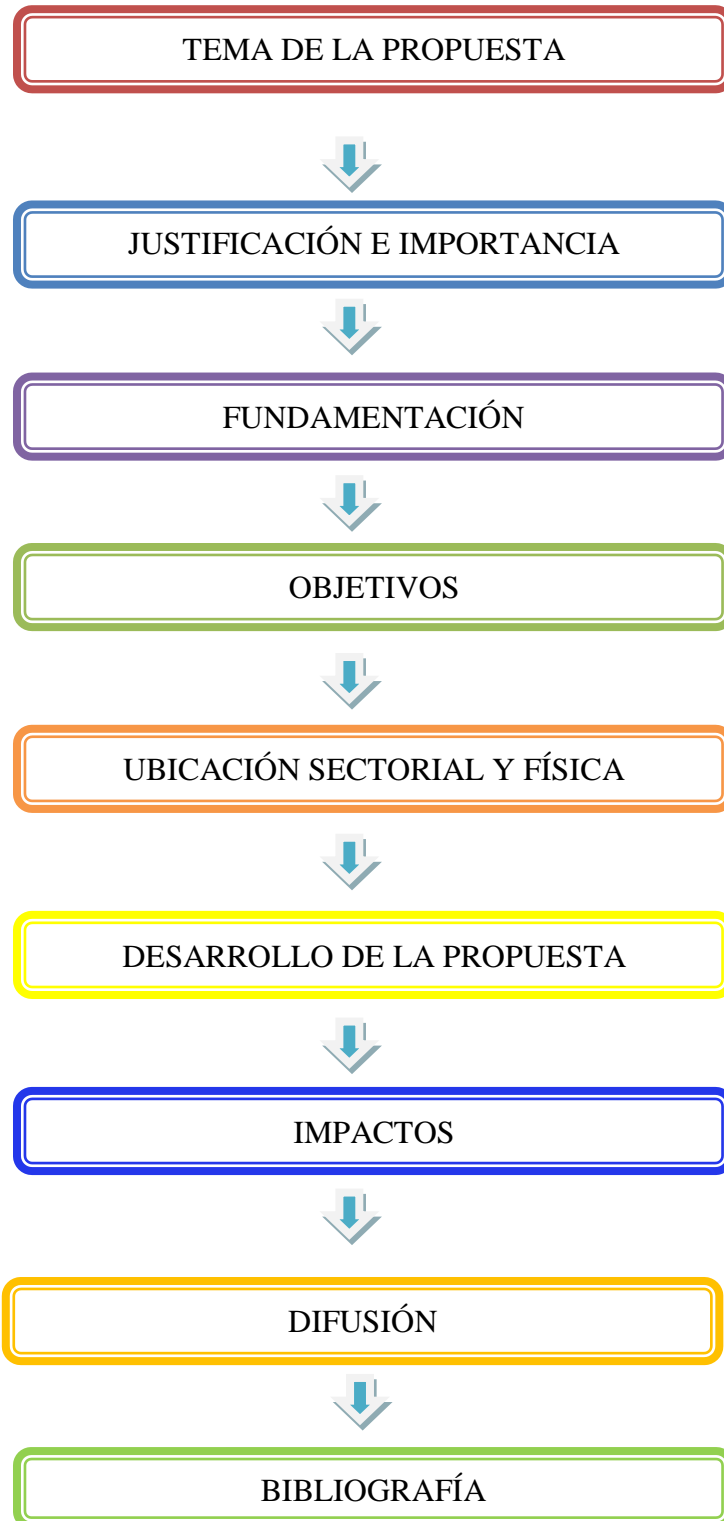 TEMA DE LA PROPUESTA
JUSTIFICACIÓN E IMPORTANCIA
FUNDAMENTACIÓN
OBJETIVOS
UBICACIÓN SECTORIAL Y FÍSICA
DESARROLLO DE LA PROPUESTA
IMPACTOS
DIFUSIÓN
BIBLIOGRAFÍA